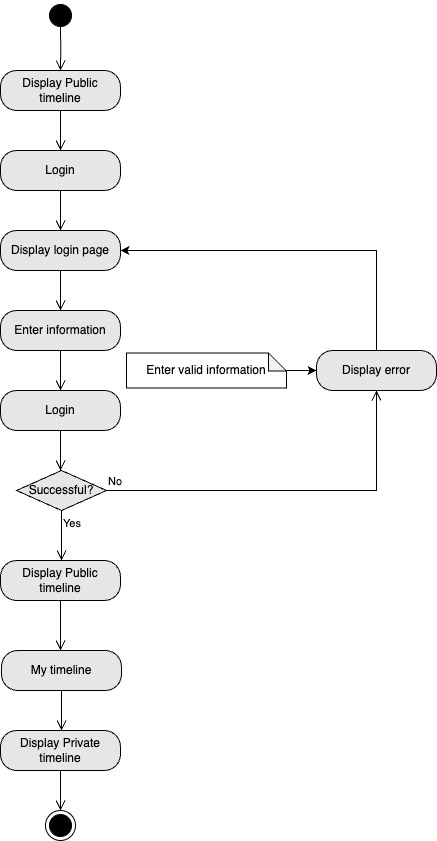 Display Public
timeline
Login
Display login page
Enter information
Enter valid information
Display error
Login
Successful?
No
Yes
Display Public
timeline
My timeline
Display Private
timeline